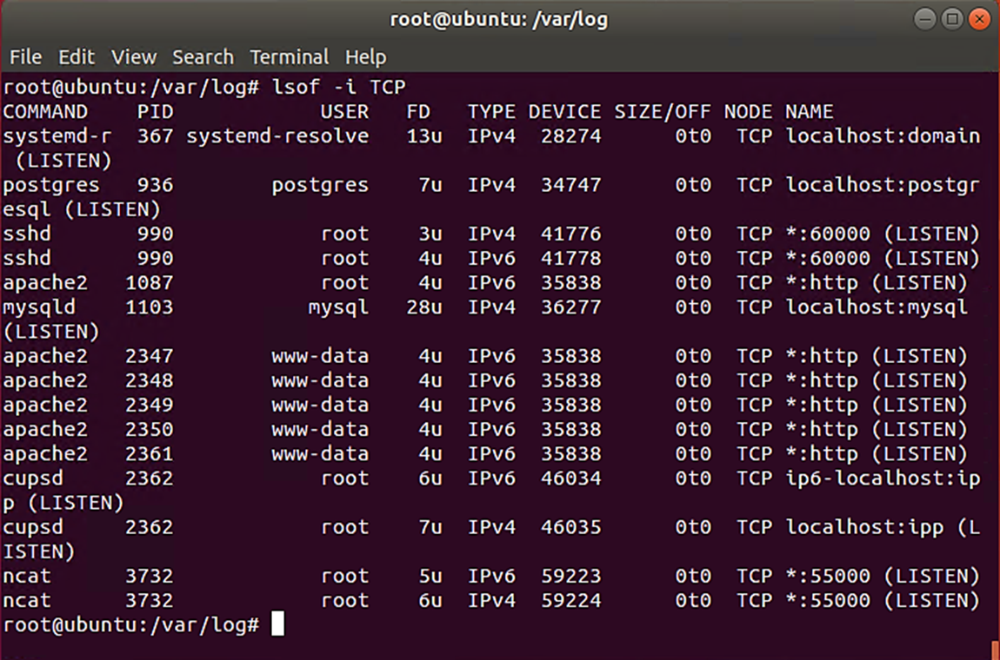 root@ubuntu: /var/log
File Edit View Search Terminal Help
root@ubuntu:/var/log# lsof -i TCP
COMMAND    PID            USER   FD   TYPE DEVICE SIZE/OFF NODE NAME
systemd-r  367 systemd-resolve   13u  IPv4  28274      0t0  TCP localhost:domain
 (LISTEN)
postgres   936        postgres    7u  IPv4  34747      0t0  TCP localhost:postgr
esql (LISTEN)
sshd       990            root    3u  IPv4  41776      0t0  TCP *:60000 (LISTEN)
sshd       990            root    4u  IPv6  41778      0t0  TCP *:60000 (LISTEN)
apache2   1087            root    4u  IPv6  35838      0t0  TCP *:http (LISTEN)
mysqld    1103           mysql   28u  IPv4  36277      0t0  TCP localhost:mysql
(LISTEN)
apache2   2347        www-data    4u  IPv6  35838      0t0  TCP *:http (LISTEN)
apache2   2348        www-data    4u  IPv6  35838      0t0  TCP *:http (LISTEN)
apache2   2349        www-data    4u  IPv6  35838      0t0  TCP *:http (LISTEN)
apache2   2350        www-data    4u  IPv6  35838      0t0  TCP *:http (LISTEN)
apache2   2361        www-data    4u  IPv6  35838      0t0  TCP *:http (LISTEN)
cupsd     2362            root    6u  IPv6  46034      0t0  TCP ip6-localhost:ip
p (LISTEN)
cupsd     2362            root    7u  IPv4  46035      0t0  TCP localhost:ipp (L
ISTEN)
ncat      3732            root    5u  IPv6  59223      0t0  TCP *:55000 (LISTEN)
ncat      3732            root    6u  IPv4  59224      0t0  TCP *:55000 (LISTEN)
root@ubuntu:/var/log#